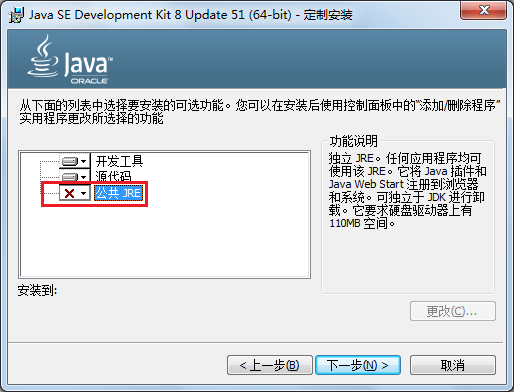 Java SE Development Kit 8 Update 51 (64-bit) - 定制安装
Java™
ORACLE
从下面的列表中选择要安装的可选功能。您可以在安装后使用控制面板中的“添加/删除程序”
实用程序更改所选择的功能
开发工具
源代码
公共 JRE
功能说明
独立 JRE。任何应用程序均可
使用该 JRE。它将 Java 插件和
Java Web Start 注册到浏览器
和系统。可独立于 JDK 进行卸
载。它要求硬盘驱动器上有
110MB 空间。
安装到:
更改(C)...
< 上一步(B)
下一步(N) >
取消